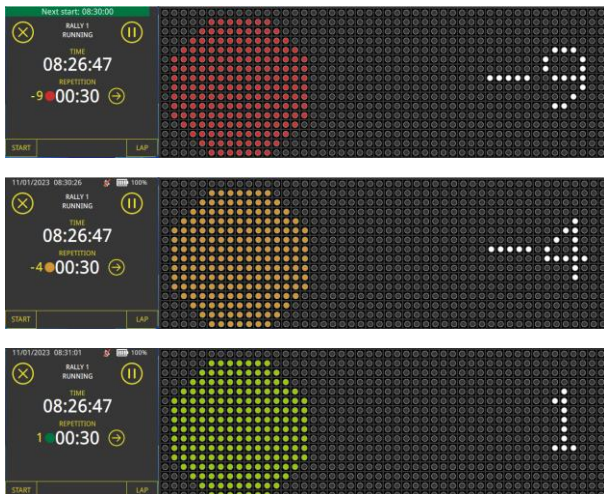 Next start: 08:30:00
RALLY 1
RUNNING
TIME
08:26:47
REPETITION
-9 00:30
START LAP
-9
11/01/2023 08:30:26 100%
RALLY 1
RUNNING
TIME
08:26:47
REPETITION
-4 00:30
START LAP
-4
11/01/2023 08:31:01 100%
RALLY 1
RUNNING
TIME
08:26:47
REPETITION
1 00:30
START LAP
1